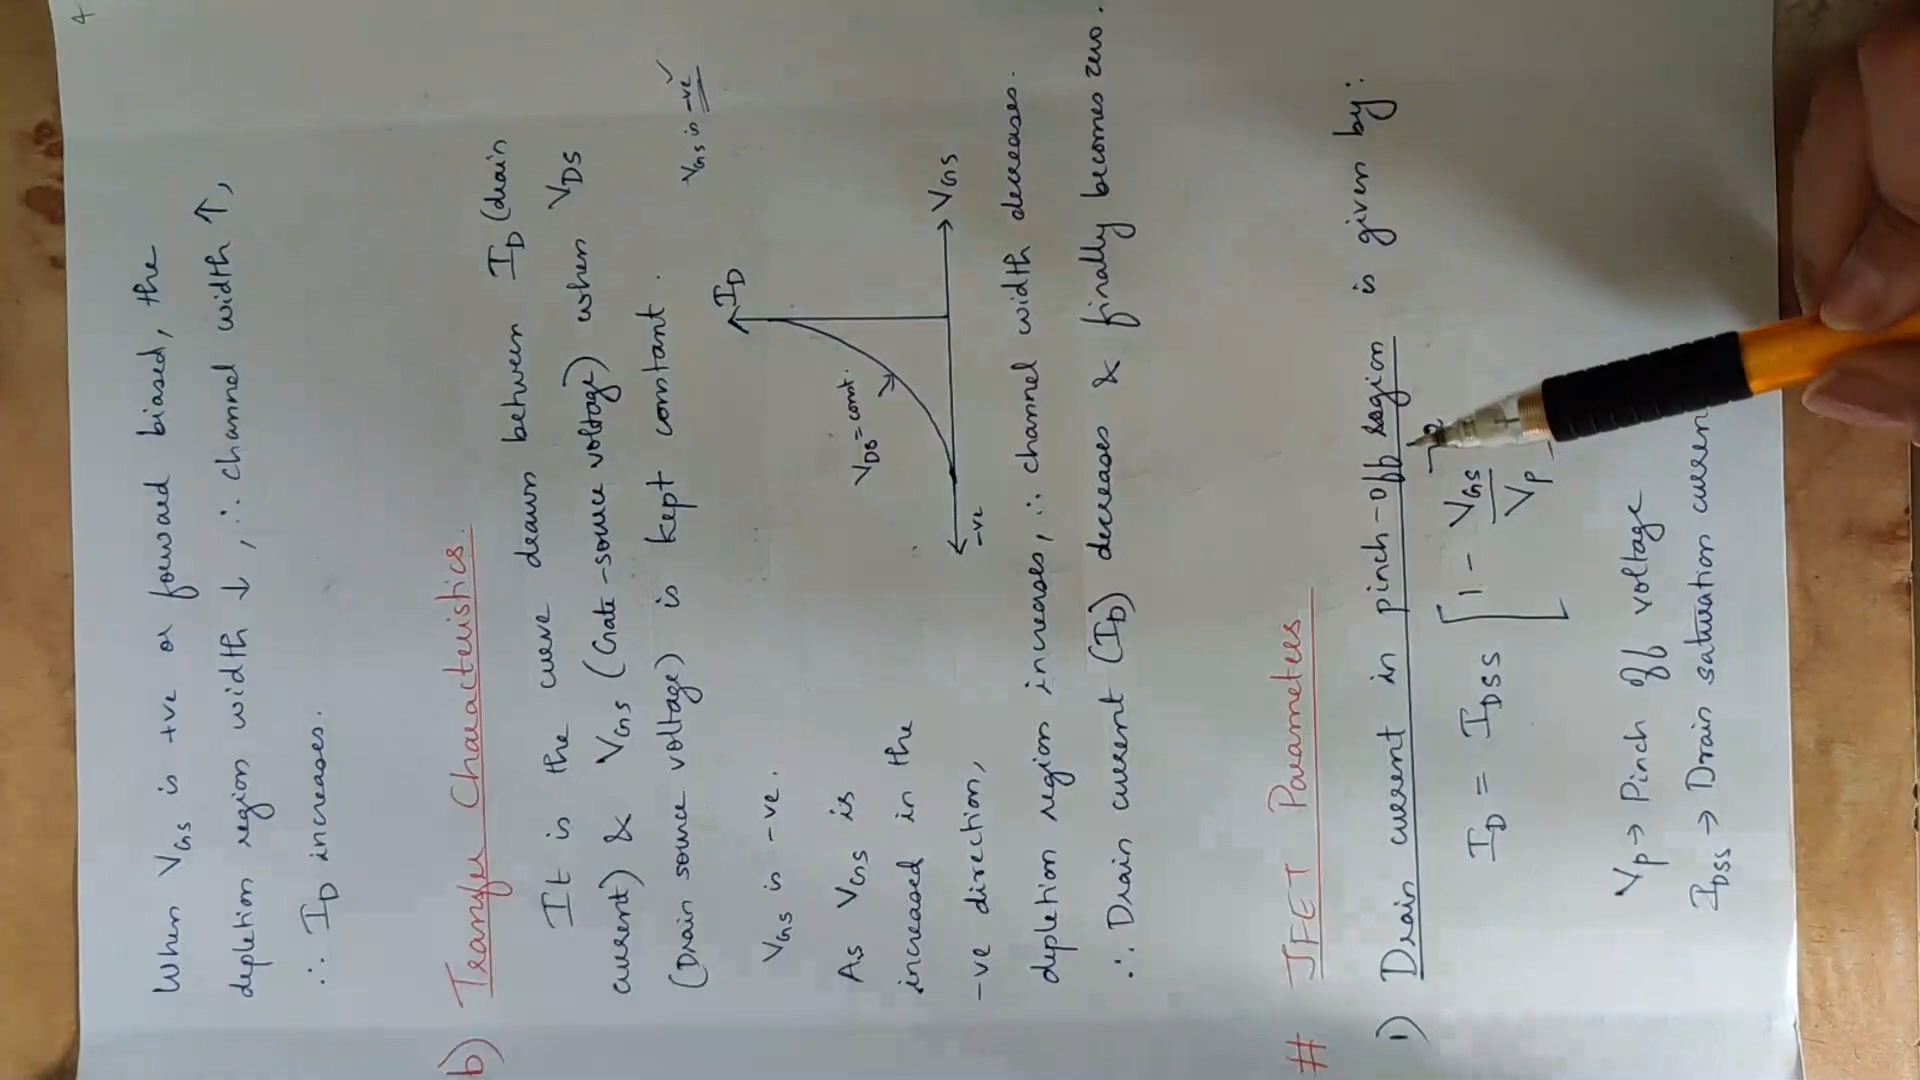 4
When VGS is +ve or forward biased, the
depletion region width ↓, ∴ channel width ↑,
∴ ID increases.
b) Transfer Characteristics.
It is the curve drawn between ID (drain
current) & VGS (Gate-source voltage) when VDS
(Drain source voltage) is kept constant.
VGS is -ve ✓
VGS is -ve.
ID
VDS = const.
VGS
-ve
As VGS is
increased in the
-ve direction,
depletion region increases, ∴ channel width decreases.
∴ Drain current (ID) decreases & finally becomes zero.
# JFET Parameters
1) Drain current in pinch-off region is given by:
ID = IDSS [1 - VGS/VP]²
VP → Pinch off voltage
IDSS → Drain saturation